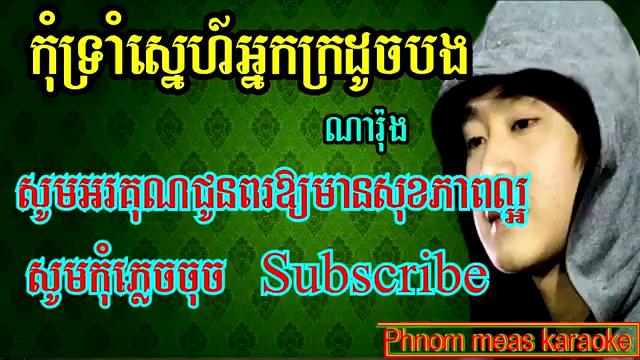 កុំទ្រាំស្នេហ៍អ្នកក្រដូចបង
ណារ៉ុង
សូមអរគុណជូនពរឱ្យមានសុខភាពល្អ
សូមកុំភ្លេចចុច Subscribe
Phnom meas karaoke